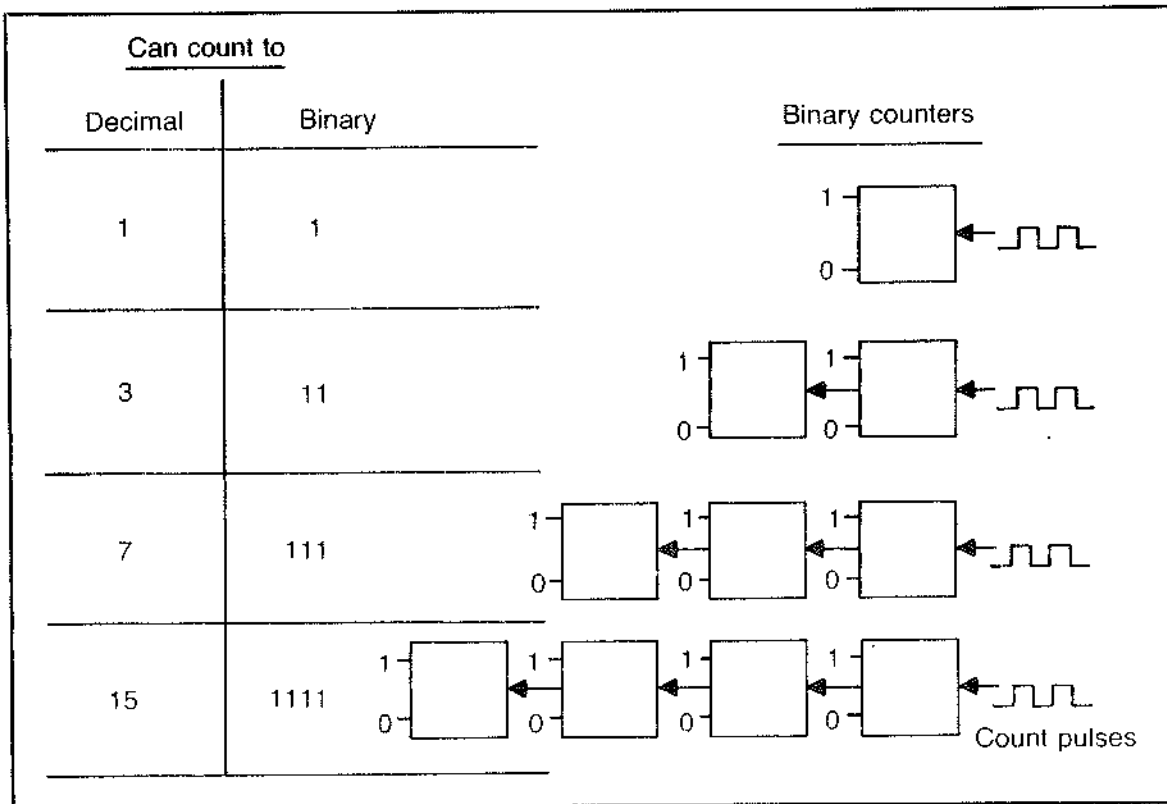 Can count to
Decimal Binary Binary counters
1 1 1
0
3 11 1 1
0 0
7 111 1 1 1
0 0 0
15 1111 1 1 1 1
0 0 0 0
Count pulses